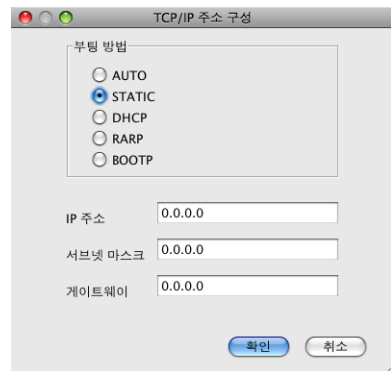 TCP/IP 주소 구성
부팅 방법
AUTO
STATIC
DHCP
RARP
BOOTP
IP 주소 0.0.0.0
서브넷 마스크 0.0.0.0
게이트웨이 0.0.0.0
확인 취소